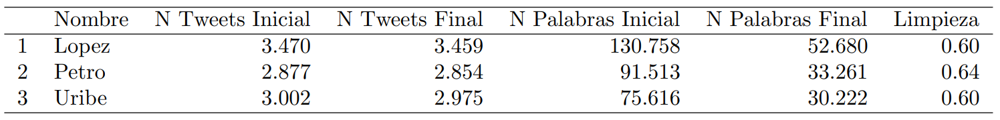 Nombre N Tweets Inicial N Tweets Final N Palabras Inicial N Palabras Final Limpieza
1 Lopez 3.470 3.459 130.758 52.680 0.60
2 Petro 2.877 2.854 91.513 33.261 0.64
3 Uribe 3.002 2.975 75.616 30.222 0.60